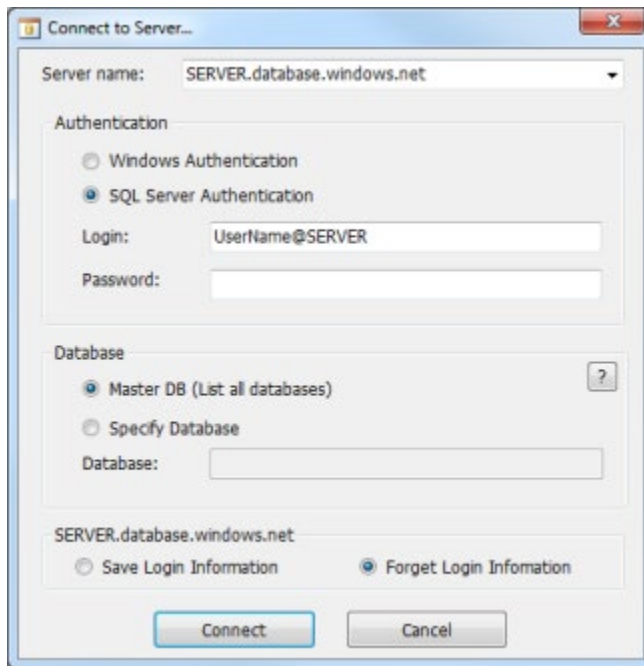 Connect to Server...
Server name: SERVER.database.windows.net
Authentication
Windows Authentication
SQL Server Authentication
Login: UserName@SERVER
Password:
Database
?
Master DB (List all databases)
Specify Database
Database:
SERVER.database.windows.net
Save Login Information Forget Login Infomation
Connect Cancel